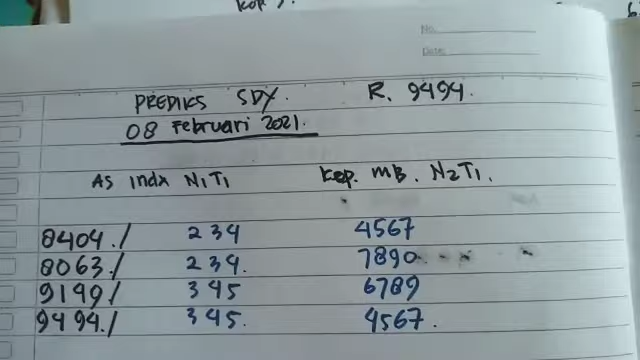 No.
Date:
PREDIKS SDY. R. 9494.
08 Februari 2021.
As indx N1T1 Kep. MB. N2T1.
8404./ 234 4567
8063./ 234. 7890
9149/ 345 6789
9494./ 345. 4567.